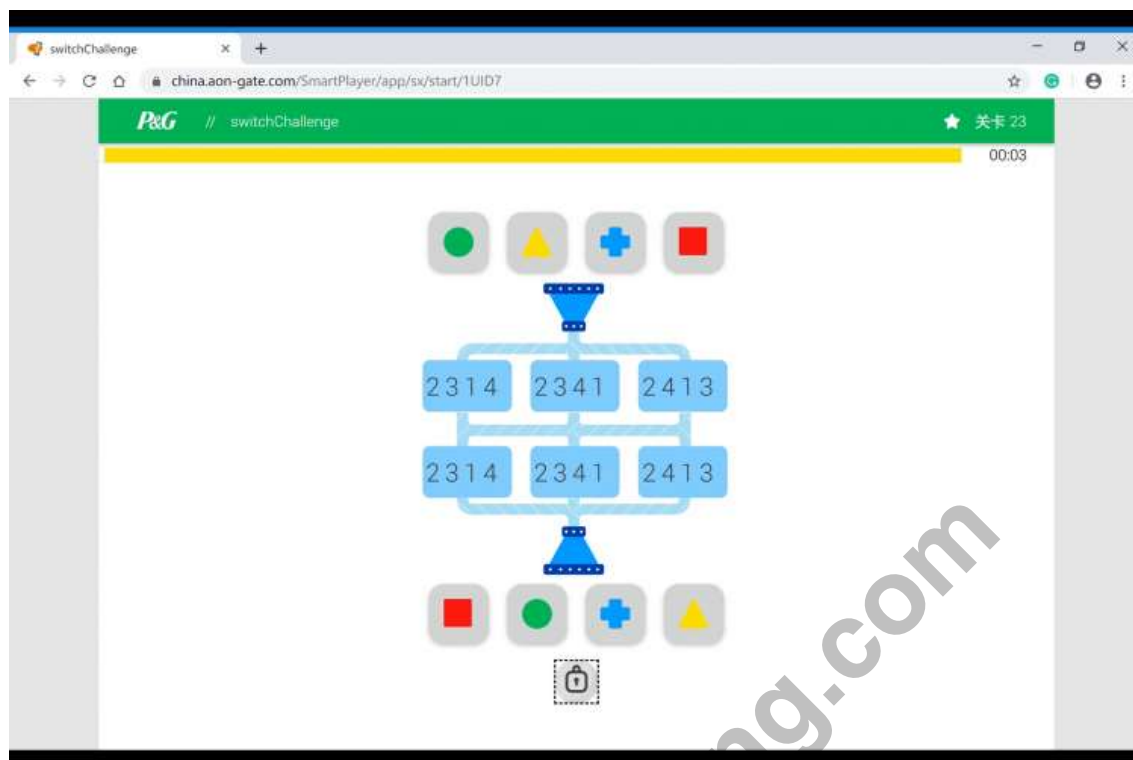 switchChallenge
china.aon-gate.com/SmartPlayer/app/sx/start/1UID7
P&G // switchChallenge 关卡 23
00:03
2314 2341 2413
2314 2341 2413
ng.com